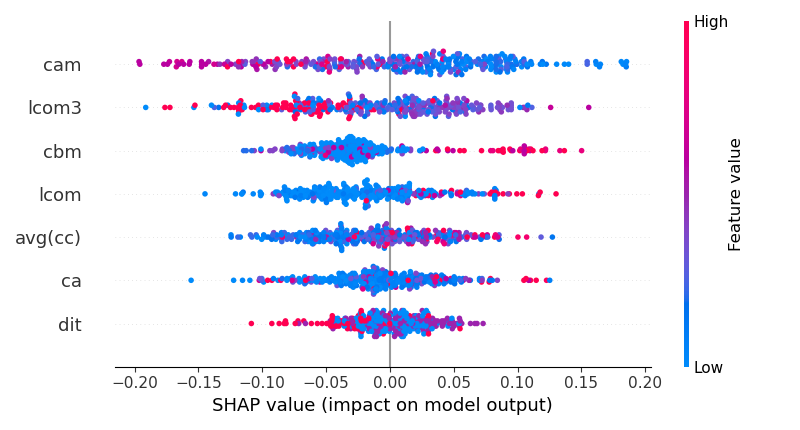 High
cam
lcom3
cbm
lcom
avg(cc)
ca
dit
Feature value
Low
−0.20 −0.15 −0.10 −0.05 0.00 0.05 0.10 0.15 0.20
SHAP value (impact on model output)